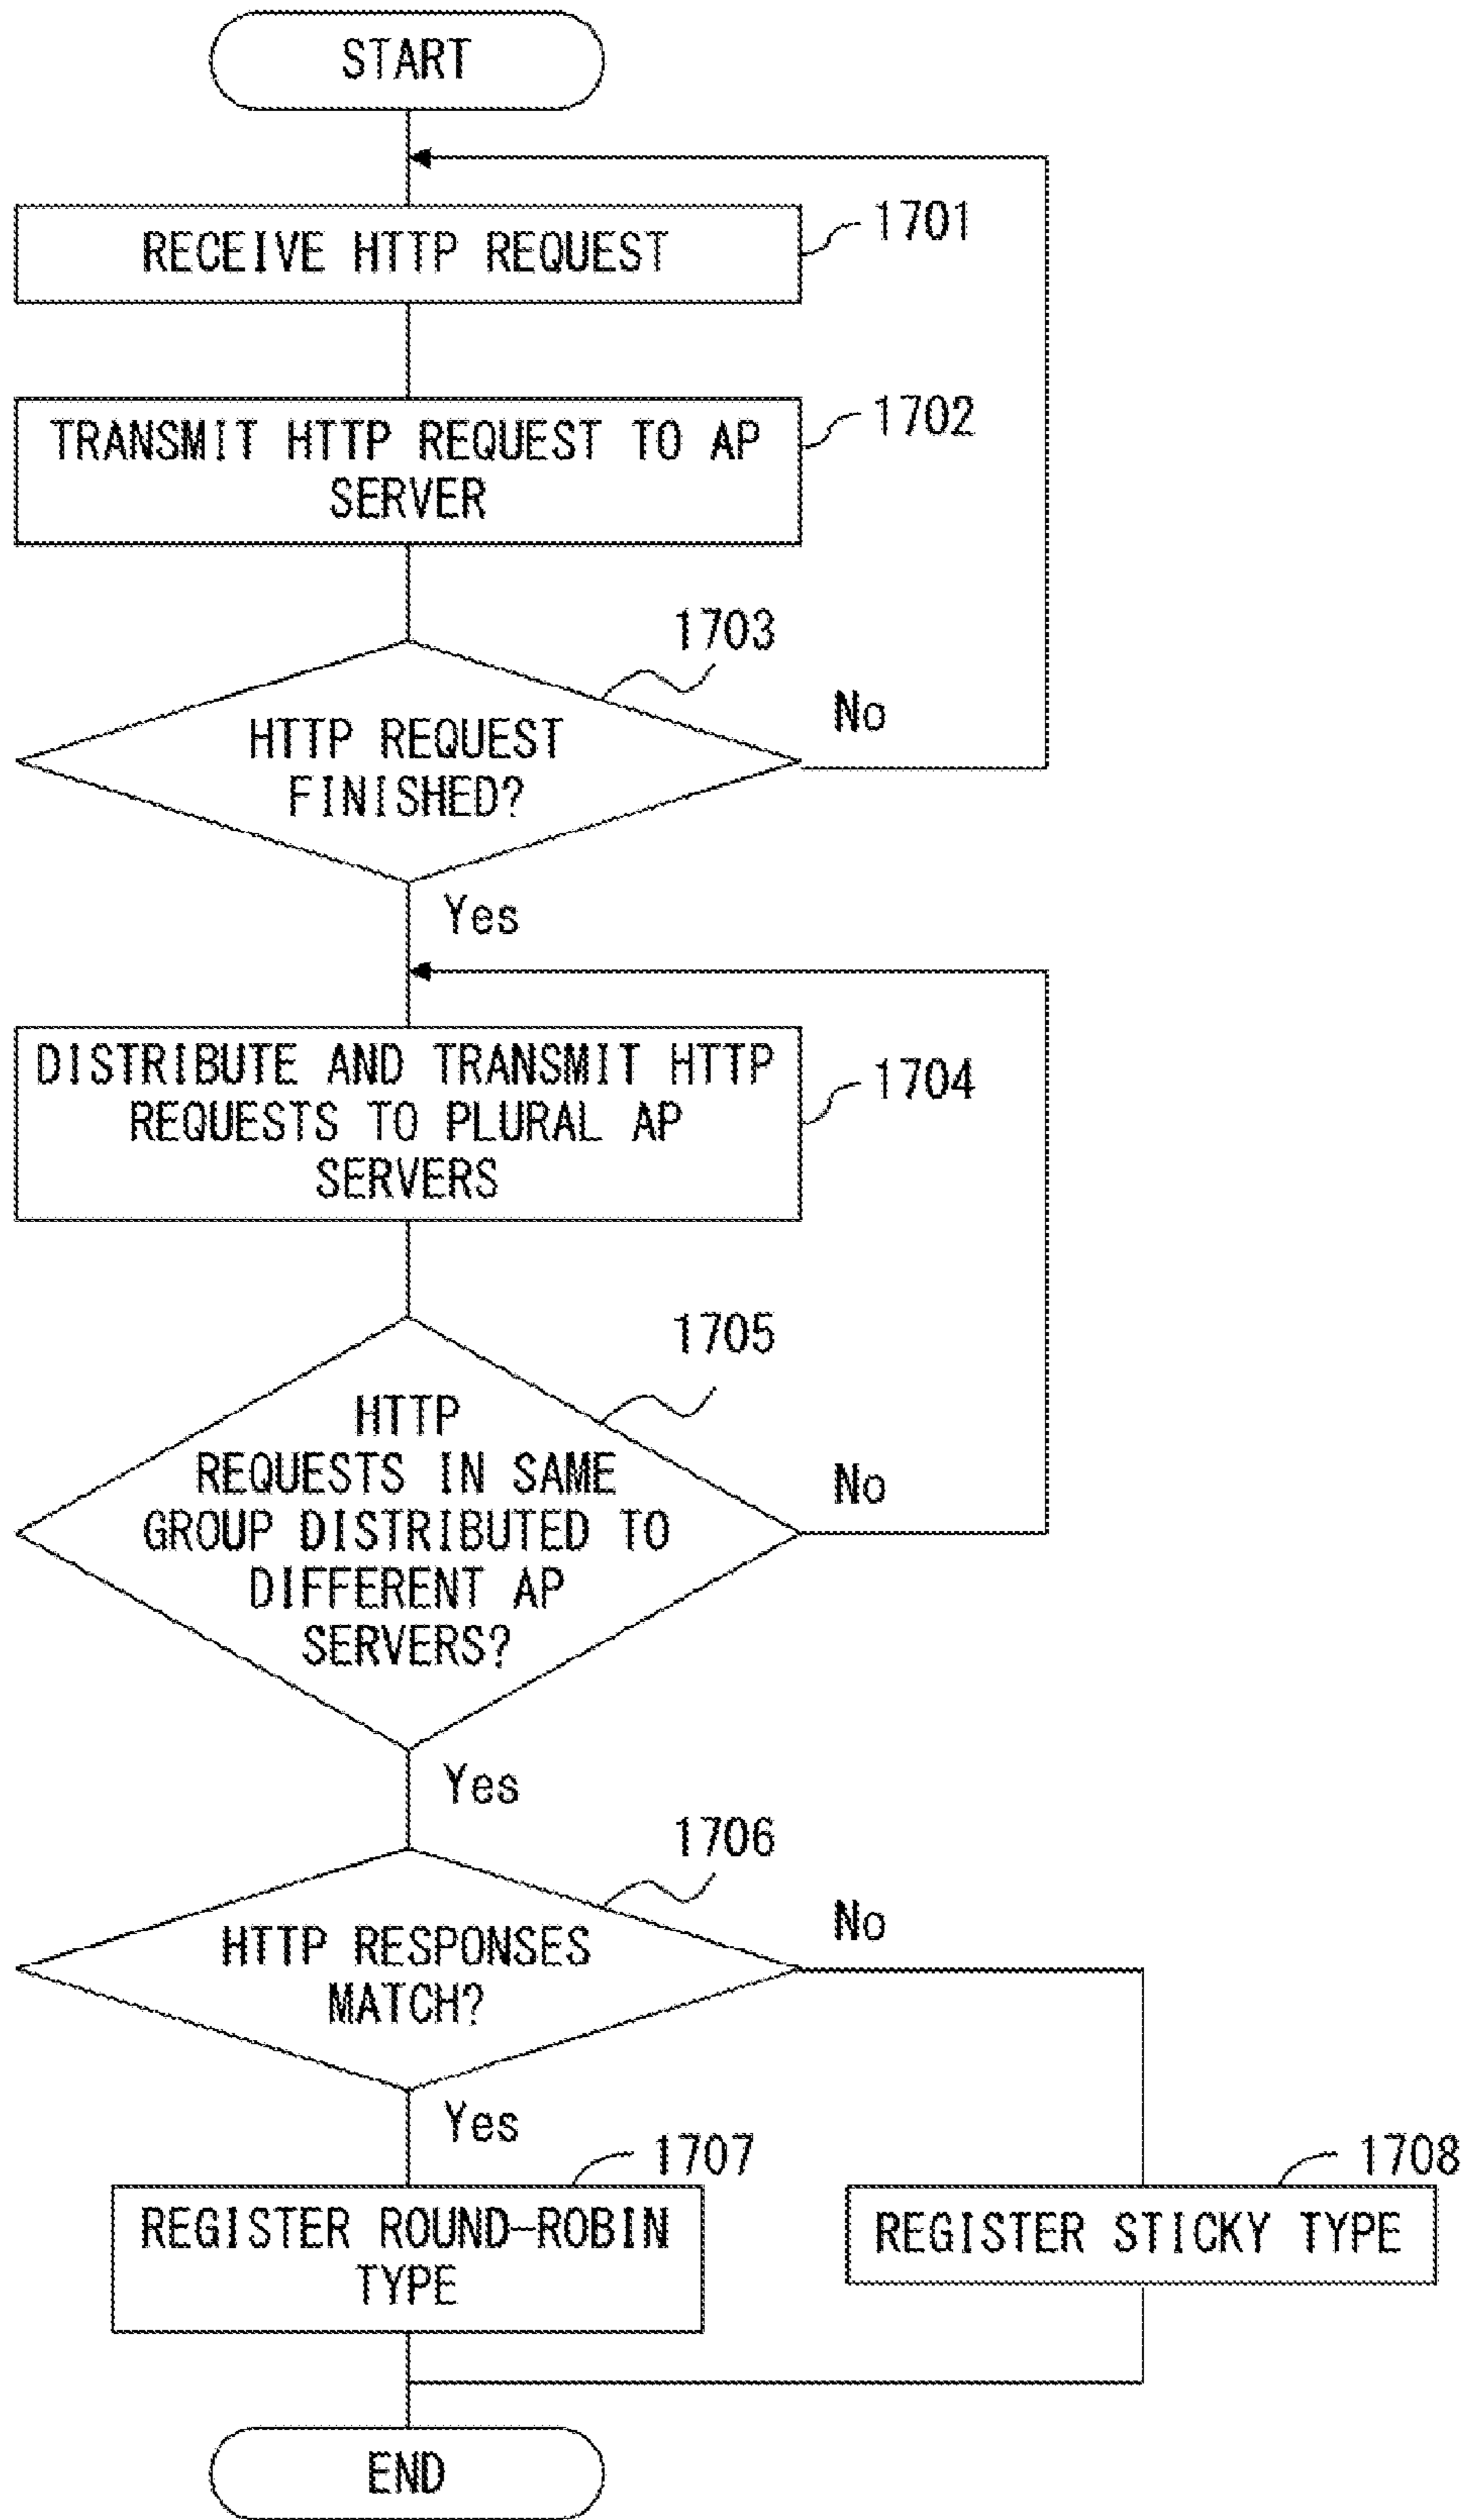 START
RECEIVE HTTP REQUEST
1701
TRANSMIT HTTP REQUEST TO AP
SERVER
1702
1703
HTTP REQUEST
FINISHED?
No
Yes
DISTRIBUTE AND TRANSMIT HTTP
REQUESTS TO PLURAL AP
SERVERS
1704
1705
HTTP
REQUESTS IN SAME
GROUP DISTRIBUTED TO
DIFFERENT AP
SERVERS?
No
Yes
1706
HTTP RESPONSES
MATCH?
No
Yes
1707
REGISTER ROUND-ROBIN
TYPE
1708
REGISTER STICKY TYPE
END